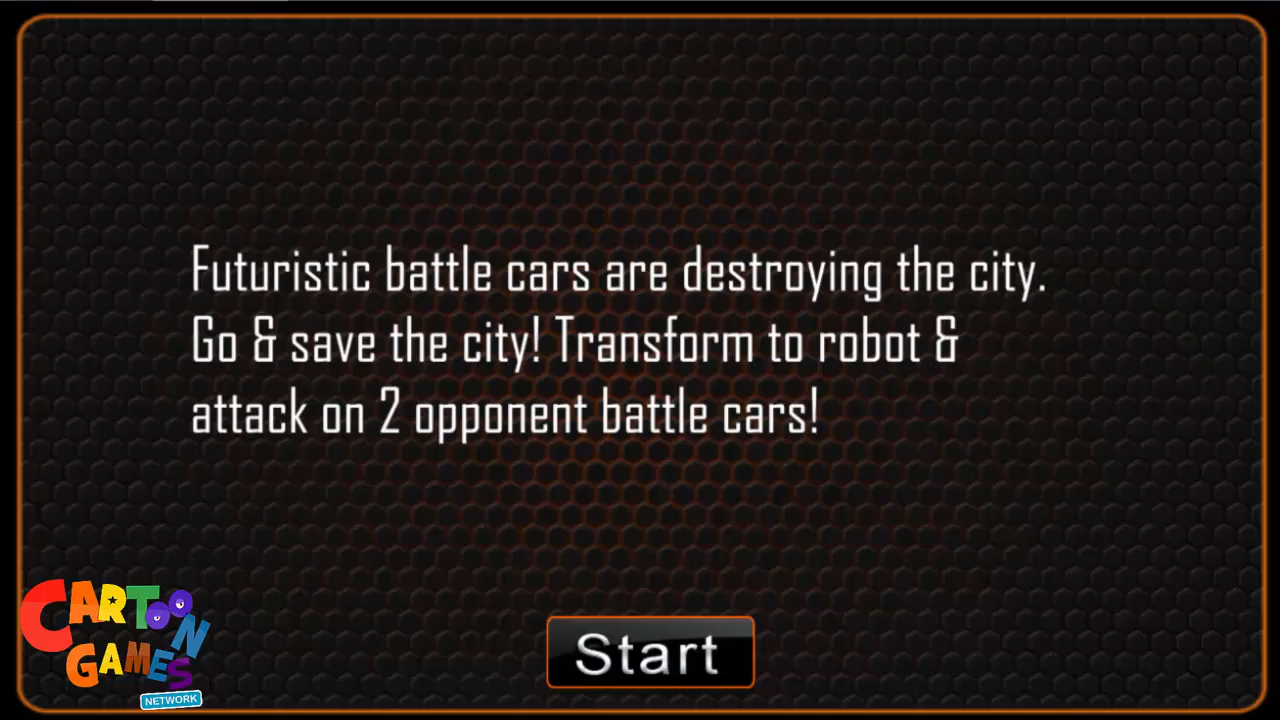 Futuristic battle cars are destroying the city.
Go & save the city! Transform to robot &
attack on 2 opponent battle cars!
CARTOON
GAMES
NETWORK
Start